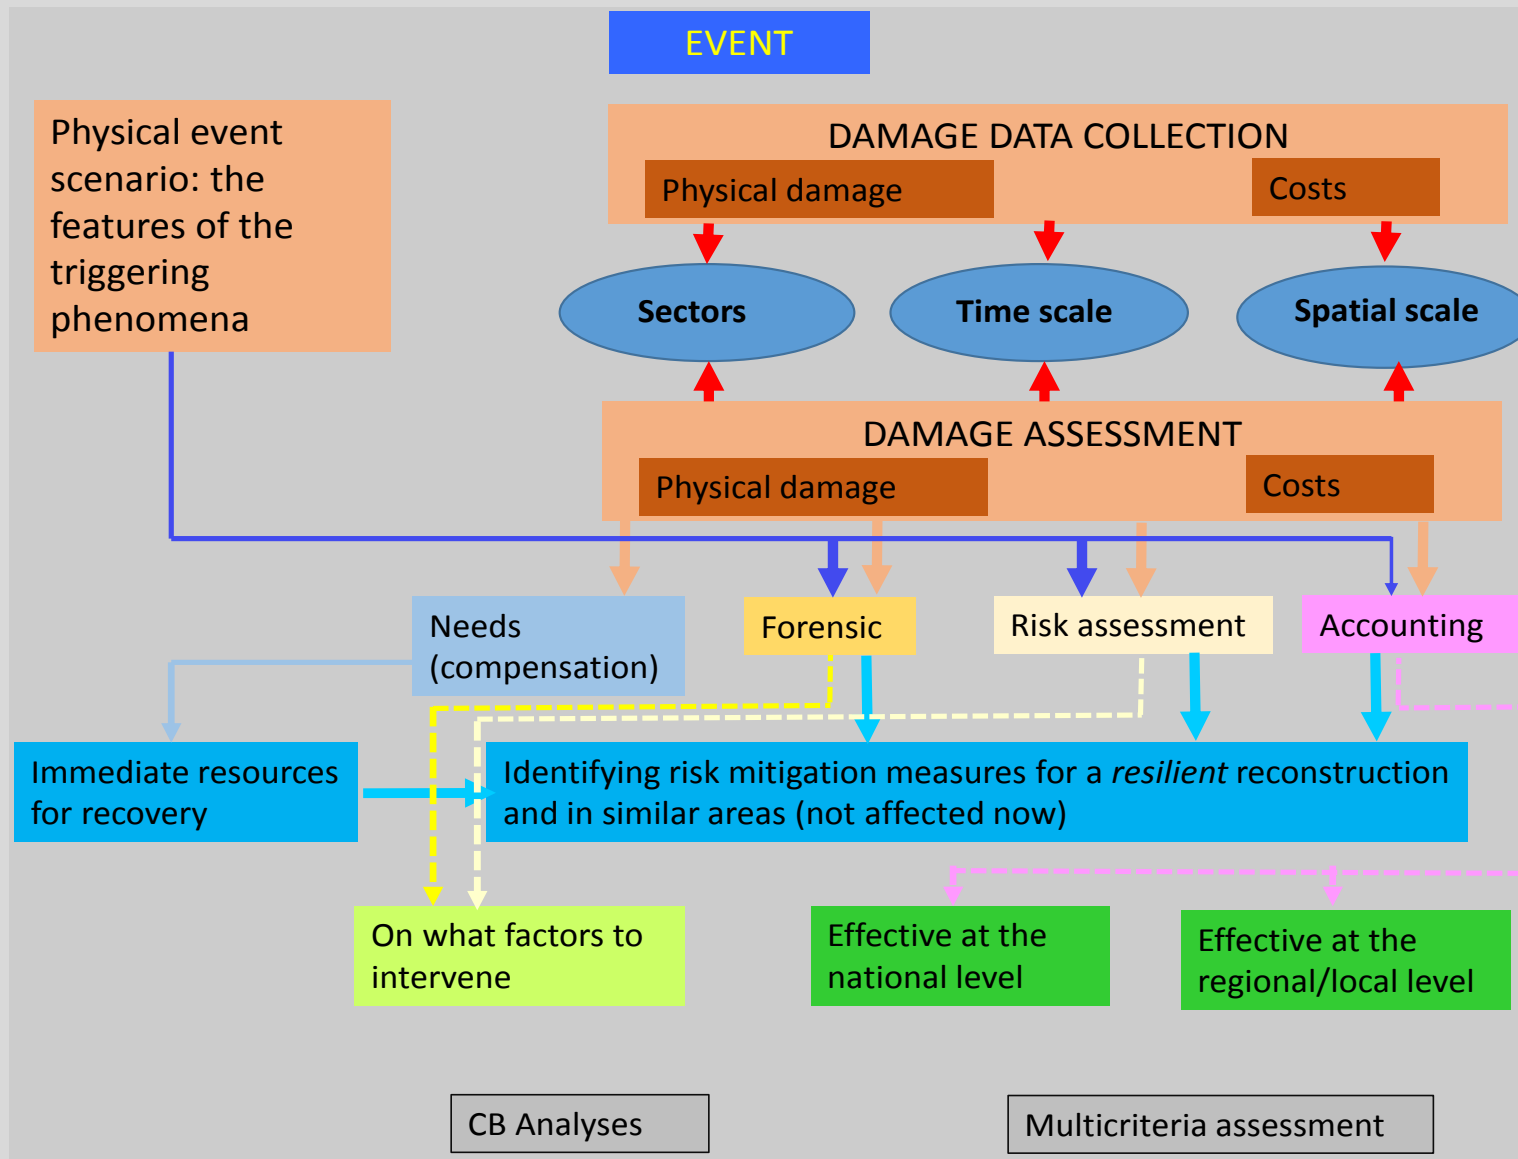 EVENT
Physical event
scenario: the
features of the
triggering
phenomena
DAMAGE DATA COLLECTION
Physical damage
Costs
Sectors
Time scale
Spatial scale
DAMAGE ASSESSMENT
Physical damage
Costs
Needs
(compensation)
Forensic
Risk assessment
Accounting
Immediate resources
for recovery
Identifying risk mitigation measures for a resilient reconstruction
and in similar areas (not affected now)
On what factors to
intervene
Effective at the
national level
Effective at the
regional/local level
CB Analyses
Multicriteria assessment